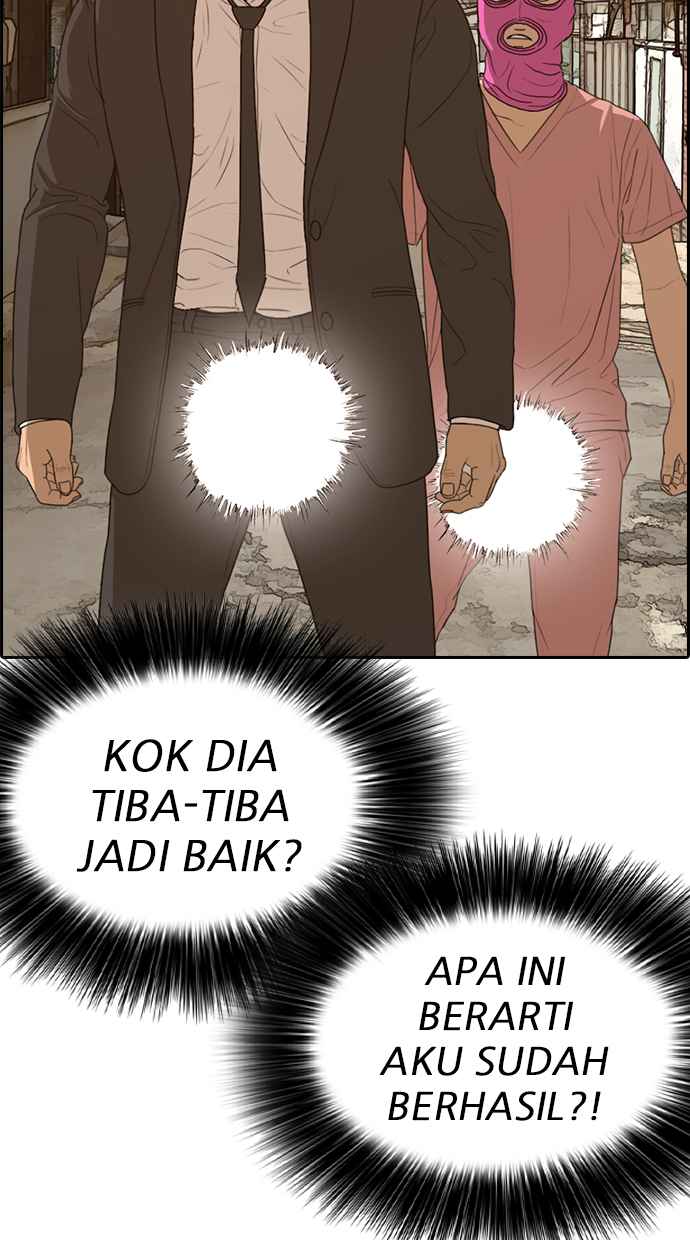 KOK DIA
TIBA-TIBA
JADI BAIK?
APA INI
BERARTI
AKU SUDAH
BERHASIL?!